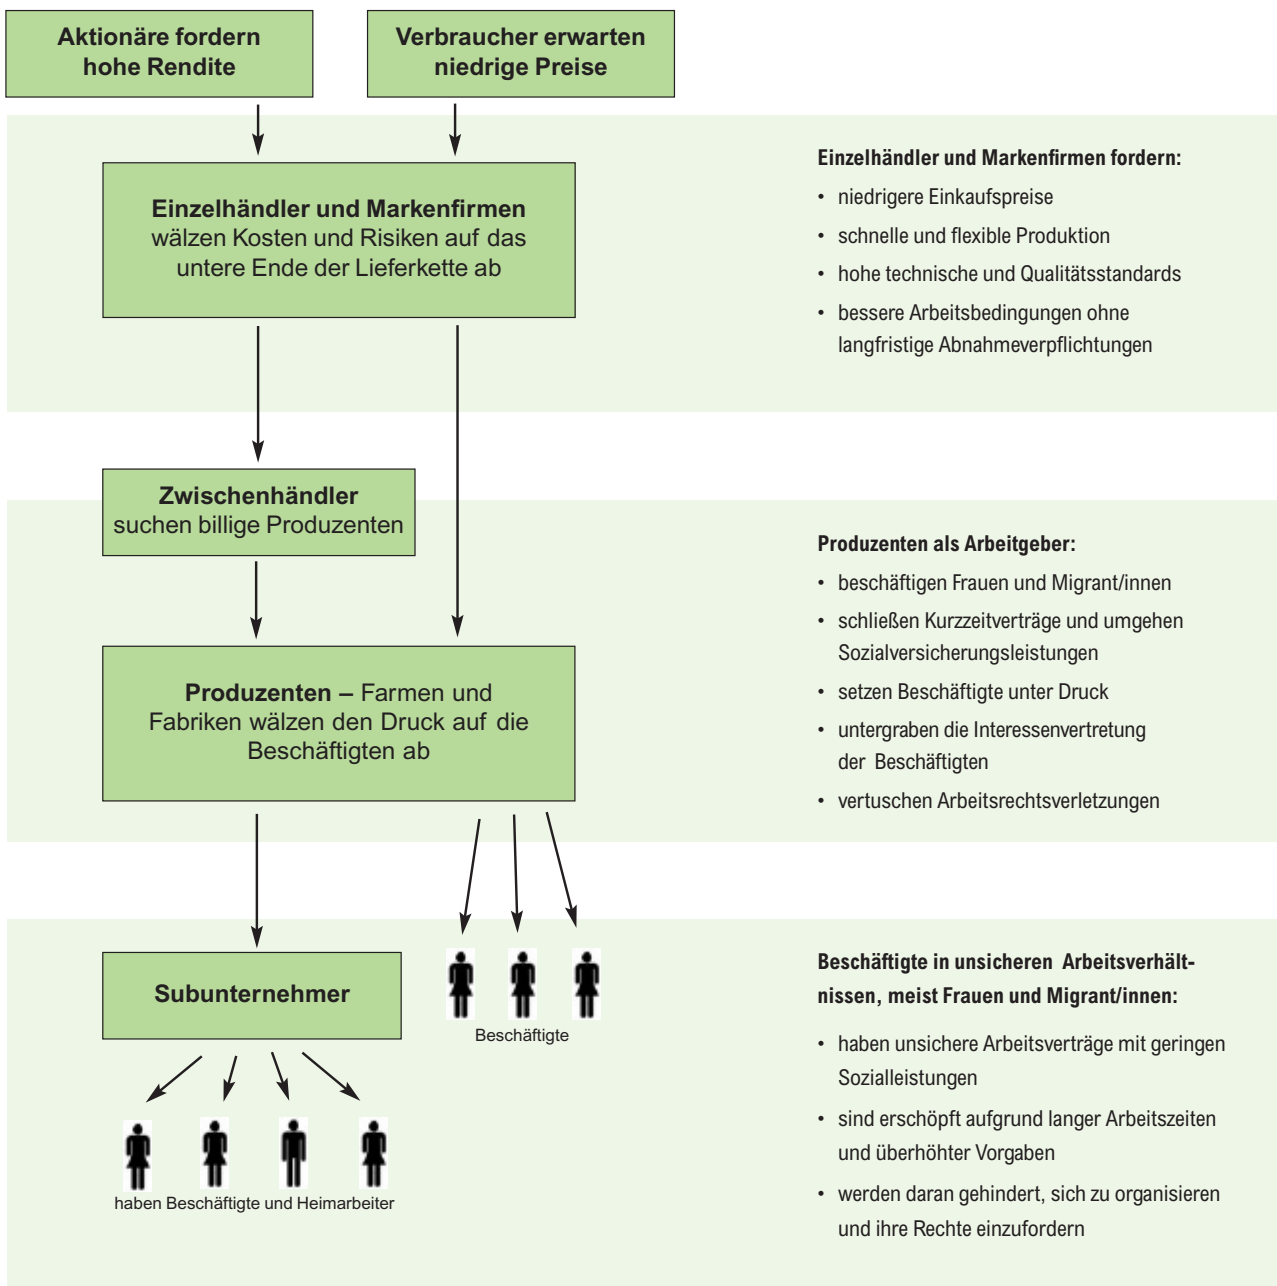 Aktionäre fordern
hohe Rendite
Verbraucher erwarten
niedrige Preise
Einzelhändler und Markenfirmen
wälzen Kosten und Risiken auf das
untere Ende der Lieferkette ab
Einzelhändler und Markenfirmen fordern:
• niedrigere Einkaufspreise
• schnelle und flexible Produktion
• hohe technische und Qualitätsstandards
• bessere Arbeitsbedingungen ohne
langfristige Abnahmeverpflichtungen
Zwischenhändler
suchen billige Produzenten
Produzenten – Farmen und
Fabriken wälzen den Druck auf die
Beschäftigten ab
Produzenten als Arbeitgeber:
• beschäftigen Frauen und Migrant/innen
• schließen Kurzzeitverträge und umgehen
Sozialversicherungsleistungen
• setzen Beschäftigte unter Druck
• untergraben die Interessenvertretung
der Beschäftigten
• vertuschen Arbeitsrechtsverletzungen
Subunternehmer
Beschäftigte
haben Beschäftigte und Heimarbeiter
Beschäftigte in unsicheren Arbeitsverhält-
nissen, meist Frauen und Migrant/innen:
• haben unsichere Arbeitsverträge mit geringen
Sozialleistungen
• sind erschöpft aufgrund langer Arbeitszeiten
und überhöhter Vorgaben
• werden daran gehindert, sich zu organisieren
und ihre Rechte einzufordern